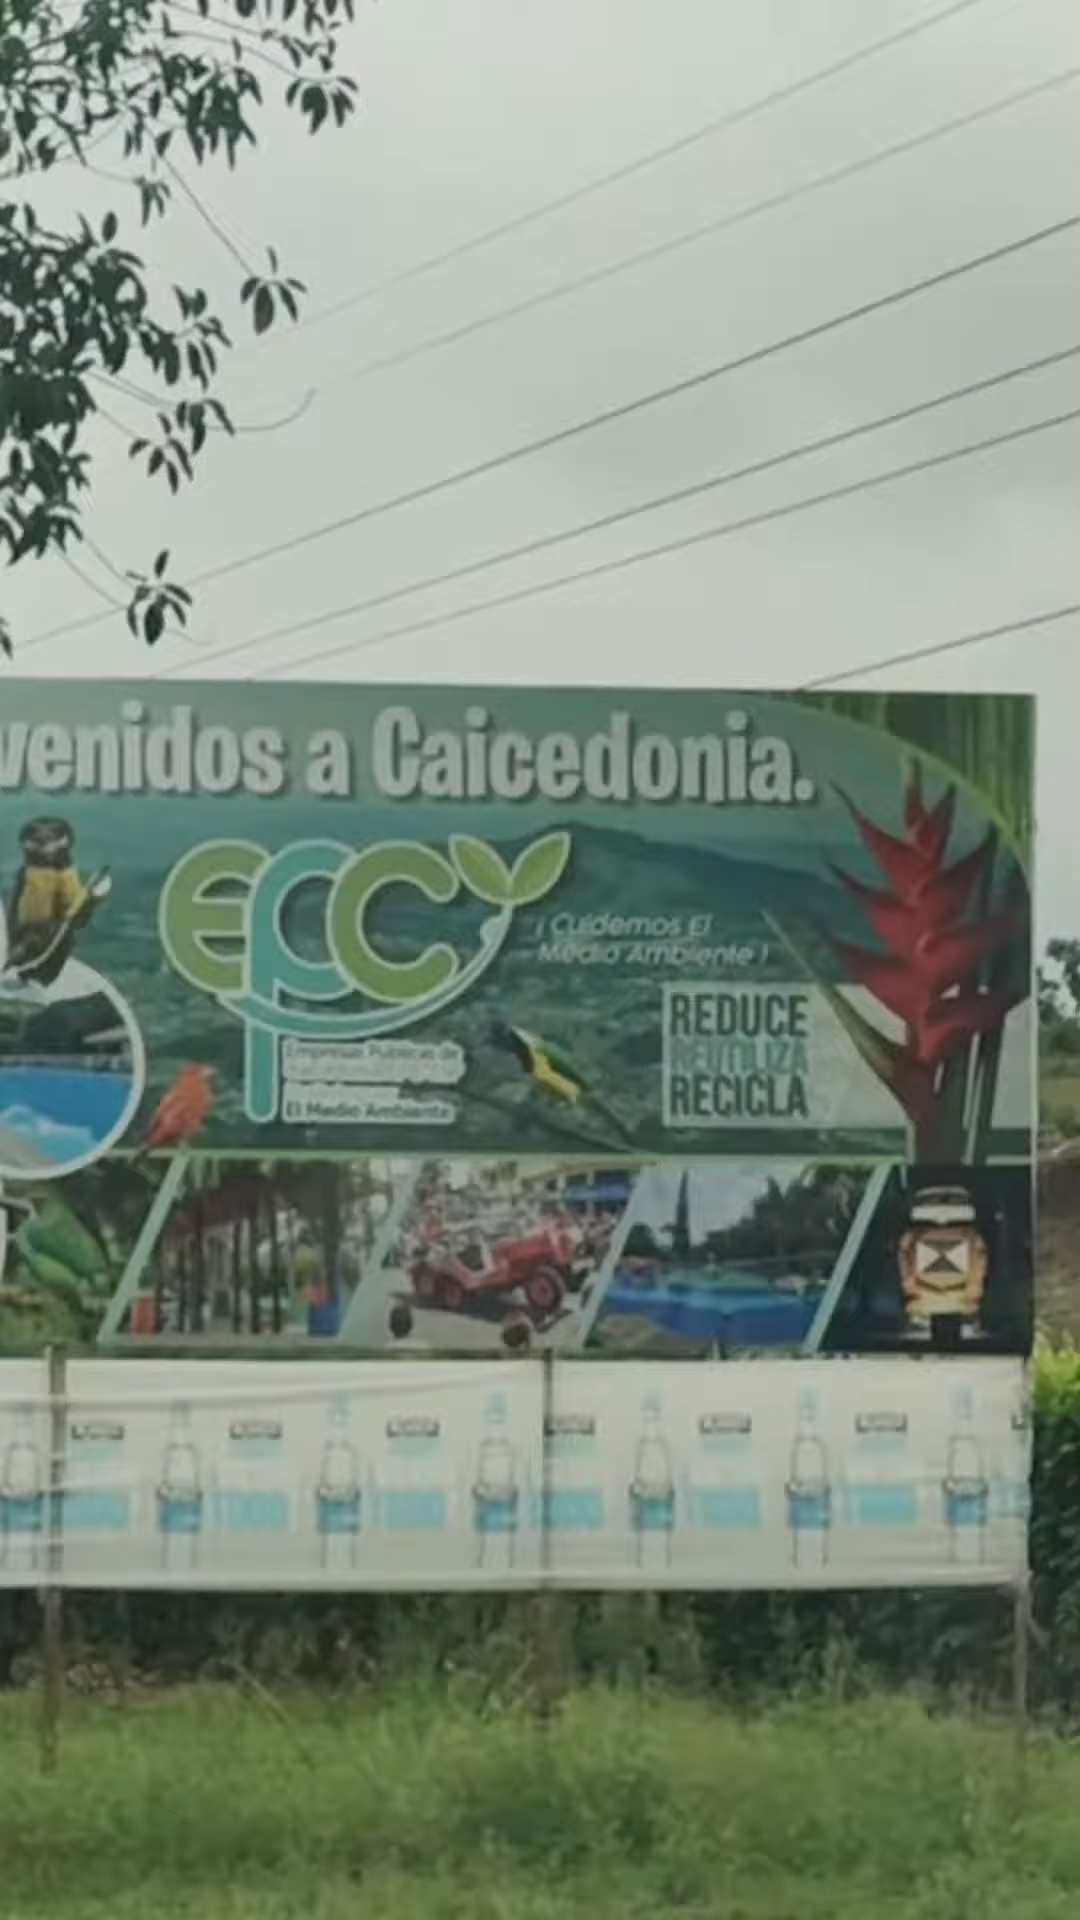 venidos a Caicedonia.
epc
¡ Cuidemos El
Medio Ambiente !
REDUCE
REUTILIZA
RECICLA
Empresas Públicas de
El Medio Ambiente